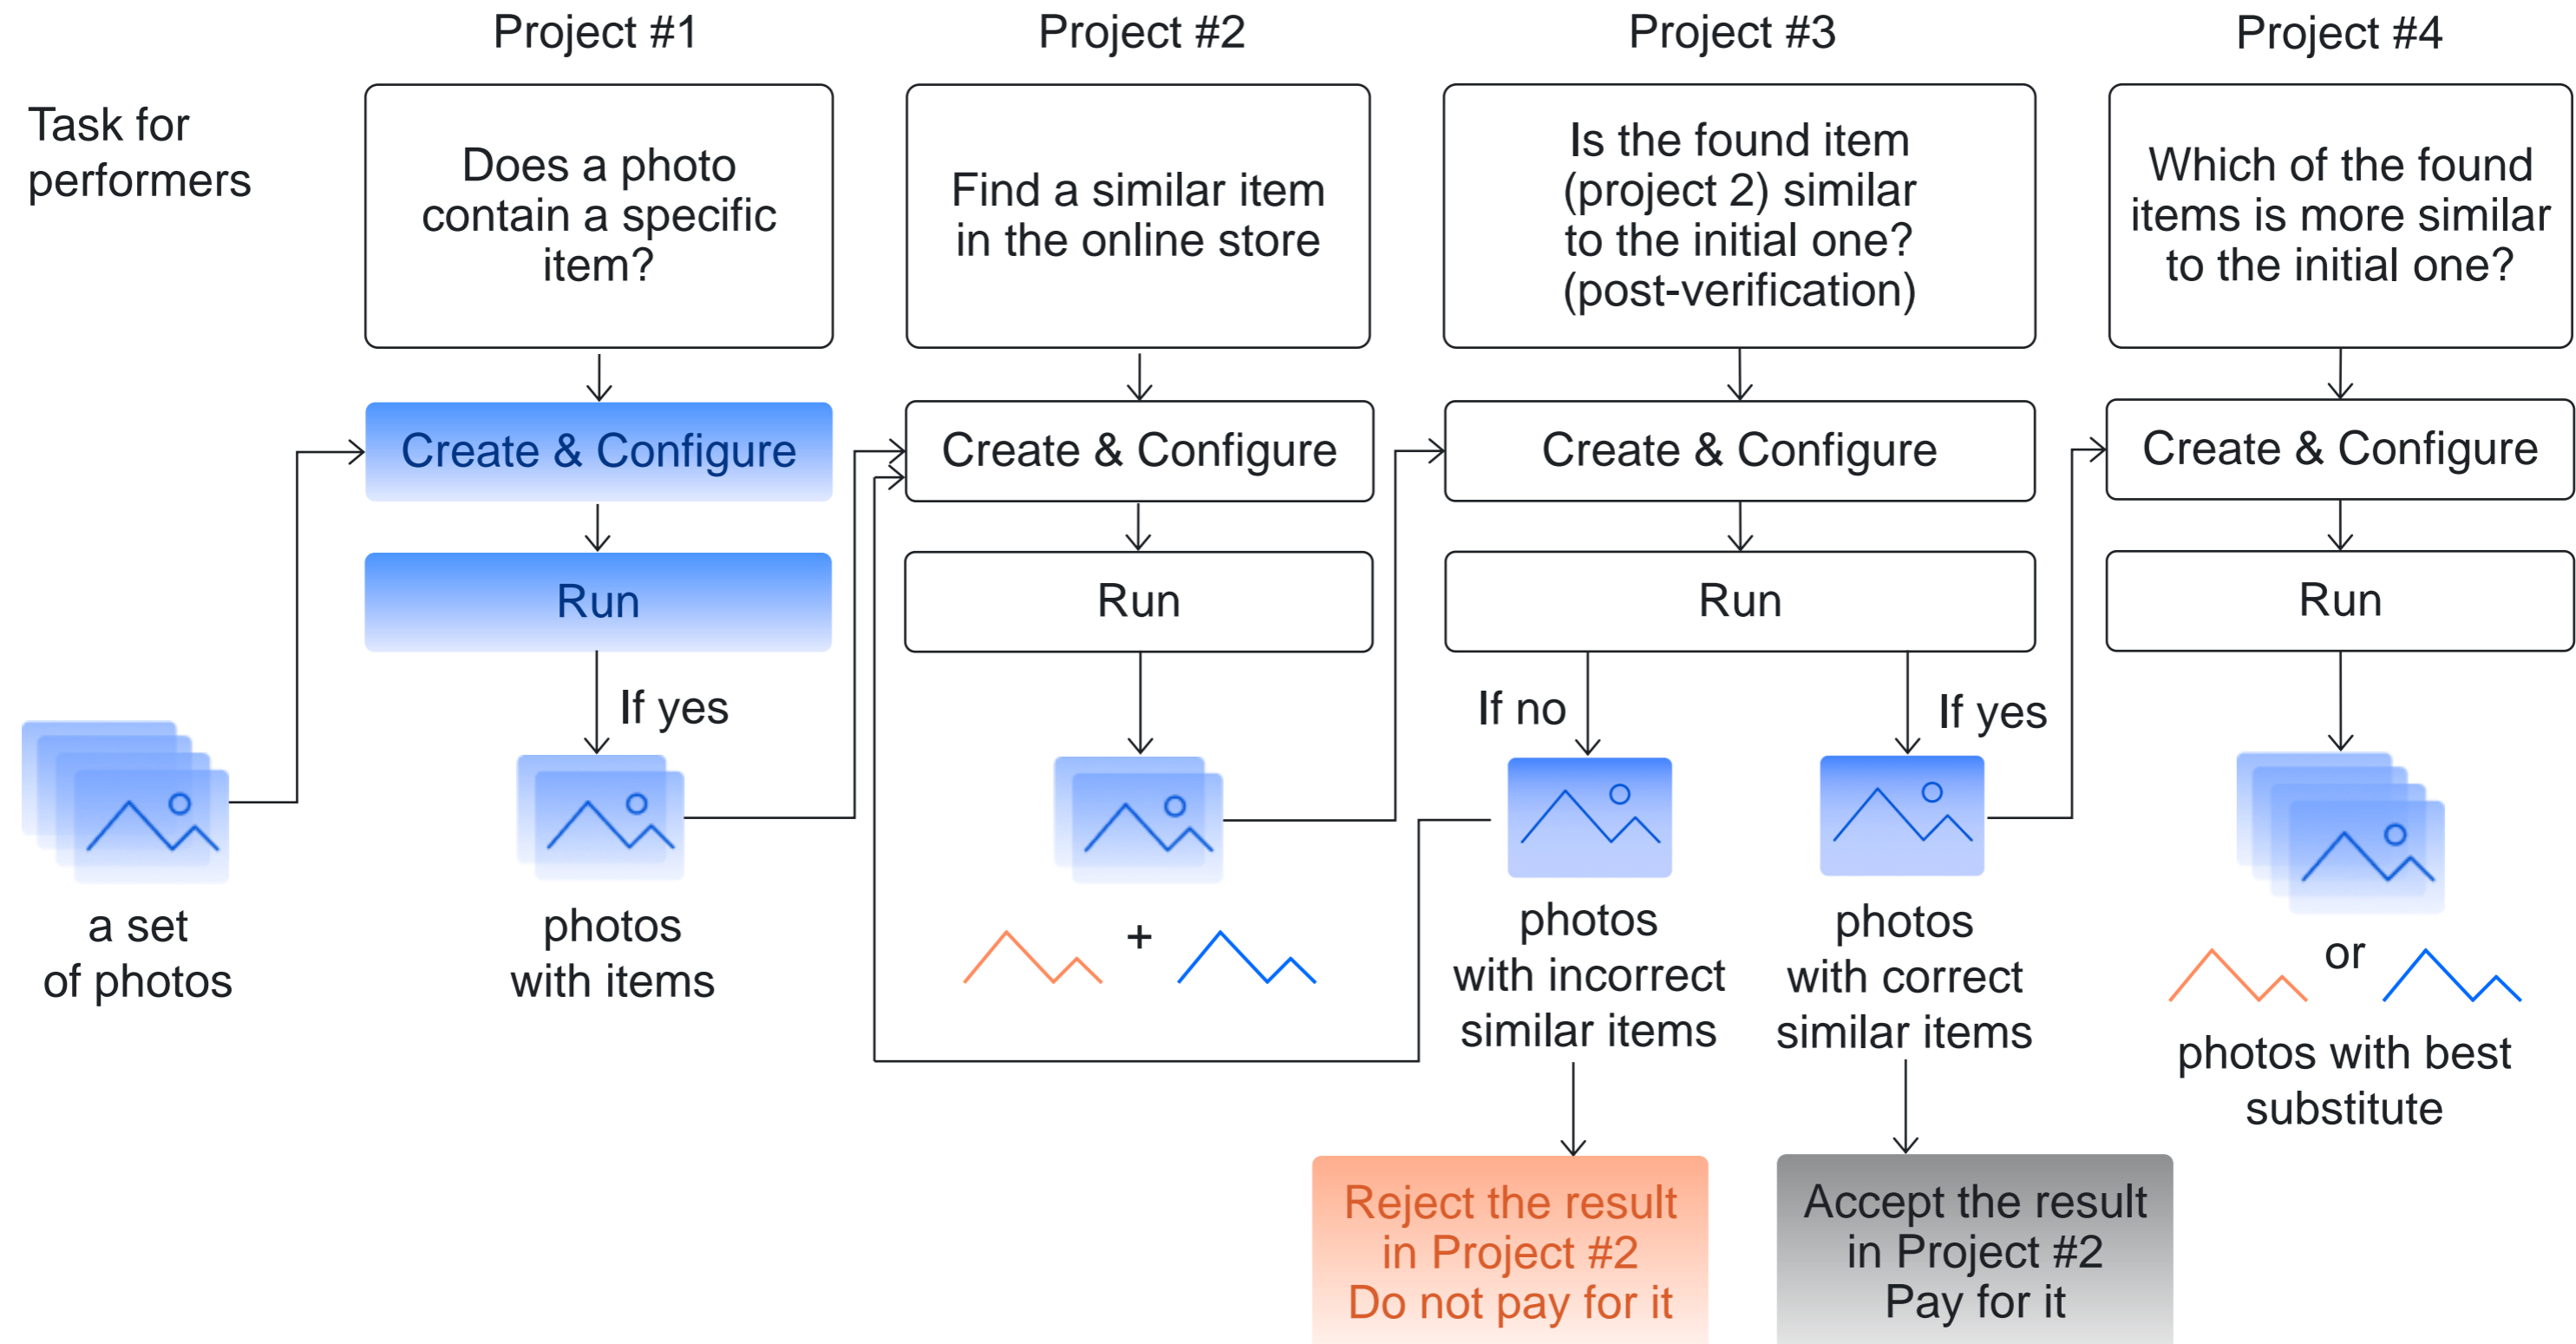 Project #1
Project #2
Project #3
Project #4
Task for
performers
Does a photo
contain a specific
item?
Find a similar item
in the online store
Is the found item
(project 2) similar
to the initial one?
(post-verification)
Which of the found
items is more similar
to the initial one?
Create & Configure
Create & Configure
Create & Configure
Create & Configure
Run
Run
Run
Run
If yes
If no
If yes
a set
of photos
photos
with items
+
photos
with incorrect
similar items
photos
with correct
similar items
or
photos with best
substitute
Reject the result
in Project #2
Do not pay for it
Accept the result
in Project #2
Pay for it